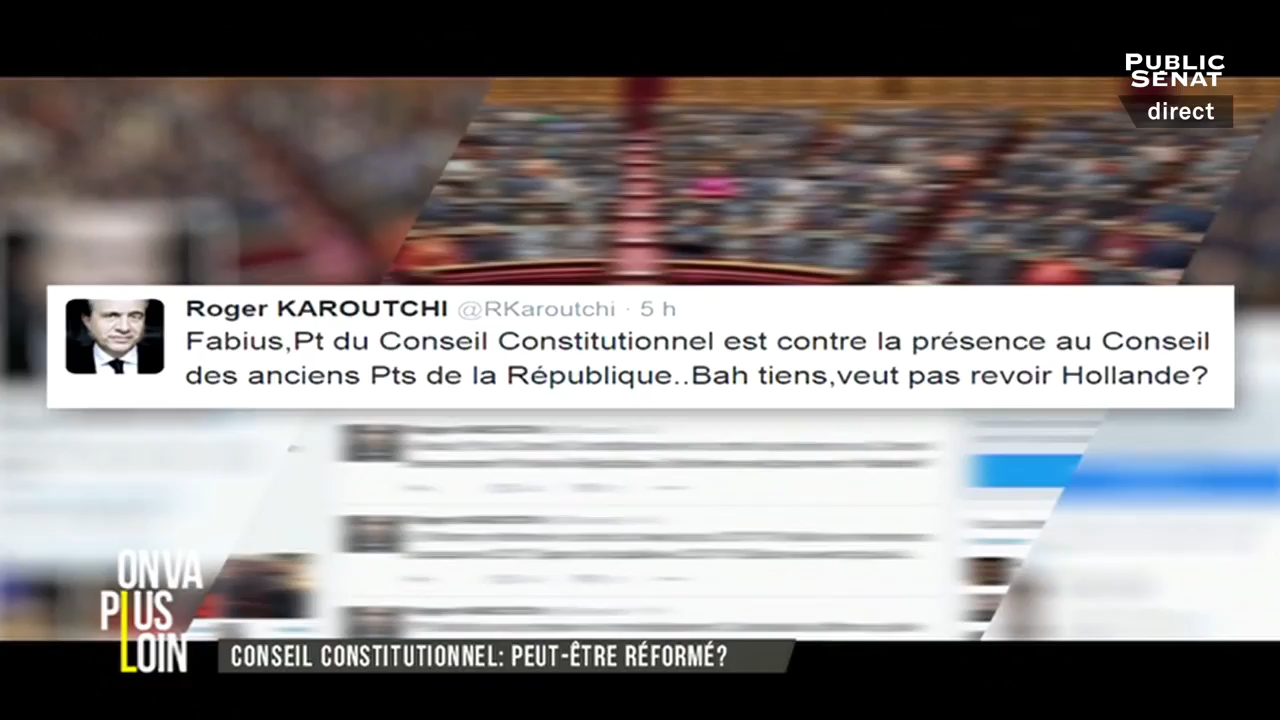 PUBLIC
SÉNAT
direct
Roger KAROUTCHI @RKaroutchi · 5 h
Fabius,Pt du Conseil Constitutionnel est contre la présence au Conseil
des anciens Pts de la République..Bah tiens,veut pas revoir Hollande?
ON VA
PLUS
LOIN
CONSEIL CONSTITUTIONNEL: PEUT-ÊTRE RÉFORMÉ?